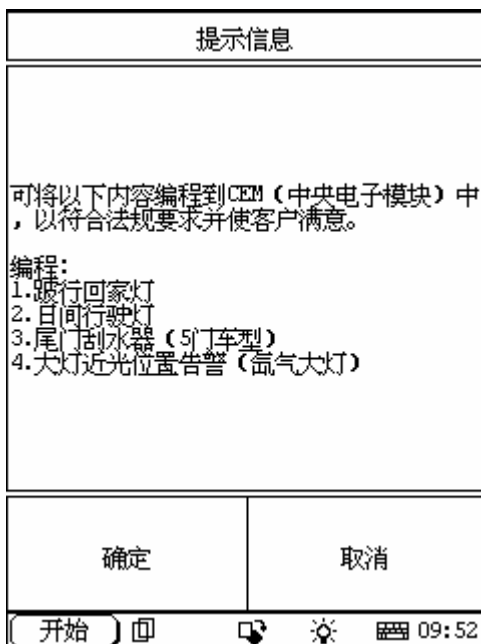 提示信息
可将以下内容编程到CEM（中央电子模块）中
，以符合法规要求并使客户满意。
编程：
1.跛行回家灯
2.日间行驶灯
3.尾门刮水器（5门车型）
4.大灯近光位置告警（氙气大灯）
确定
取消
开始
09:52